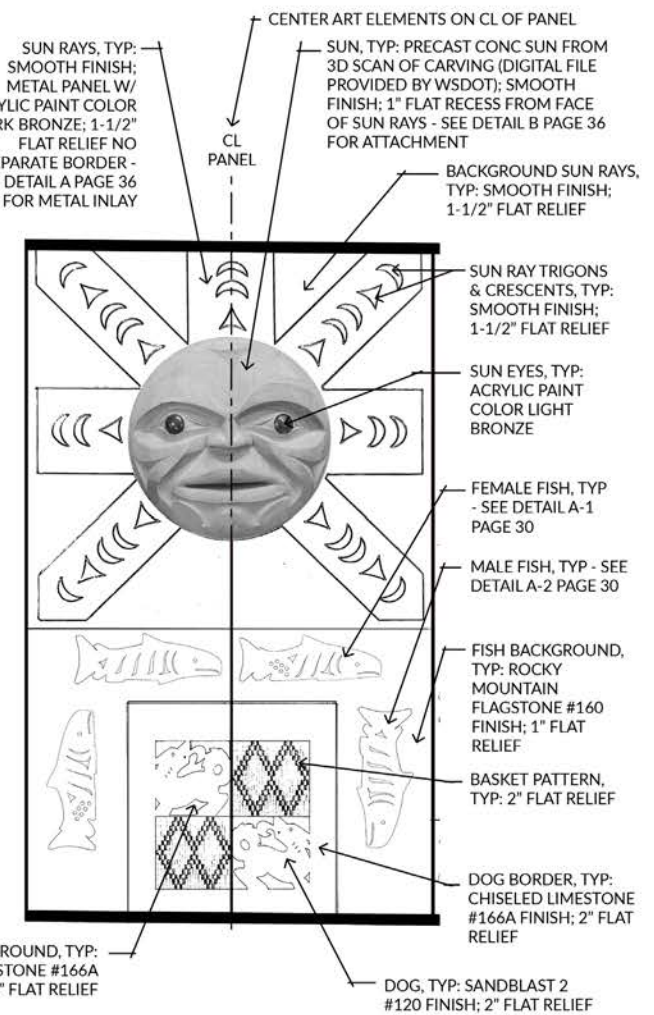 CENTER ART ELEMENTS ON CL OF PANEL
SUN RAYS, TYP:
SMOOTH FINISH;
METAL PANEL W/
YLIC PAINT COLOR
RK BRONZE; 1-1/2"
FLAT RELIEF NO
PARATE BORDER -
DETAIL A PAGE 36
FOR METAL INLAY
CL
PANEL
SUN, TYP: PRECAST CONC SUN FROM
3D SCAN OF CARVING (DIGITAL FILE
PROVIDED BY WSDOT); SMOOTH
FINISH; 1" FLAT RECESS FROM FACE
OF SUN RAYS - SEE DETAIL B PAGE 36
FOR ATTACHMENT
BACKGROUND SUN RAYS,
TYP: SMOOTH FINISH;
1-1/2" FLAT RELIEF
SUN RAY TRIGONS
& CRESCENTS, TYP:
SMOOTH FINISH;
1-1/2" FLAT RELIEF
SUN EYES, TYP:
ACRYLIC PAINT
COLOR LIGHT
BRONZE
FEMALE FISH, TYP
- SEE DETAIL A-1
PAGE 30
MALE FISH, TYP - SEE
DETAIL A-2 PAGE 30
FISH BACKGROUND,
TYP: ROCKY
MOUNTAIN
FLAGSTONE #160
FINISH; 1" FLAT
RELIEF
BASKET PATTERN,
TYP: 2" FLAT RELIEF
DOG BORDER, TYP:
CHISELED LIMESTONE
#166A FINISH; 2" FLAT
RELIEF
ROUND, TYP:
STONE #166A
" FLAT RELIEF
DOG, TYP: SANDBLAST 2
#120 FINISH; 2" FLAT RELIEF